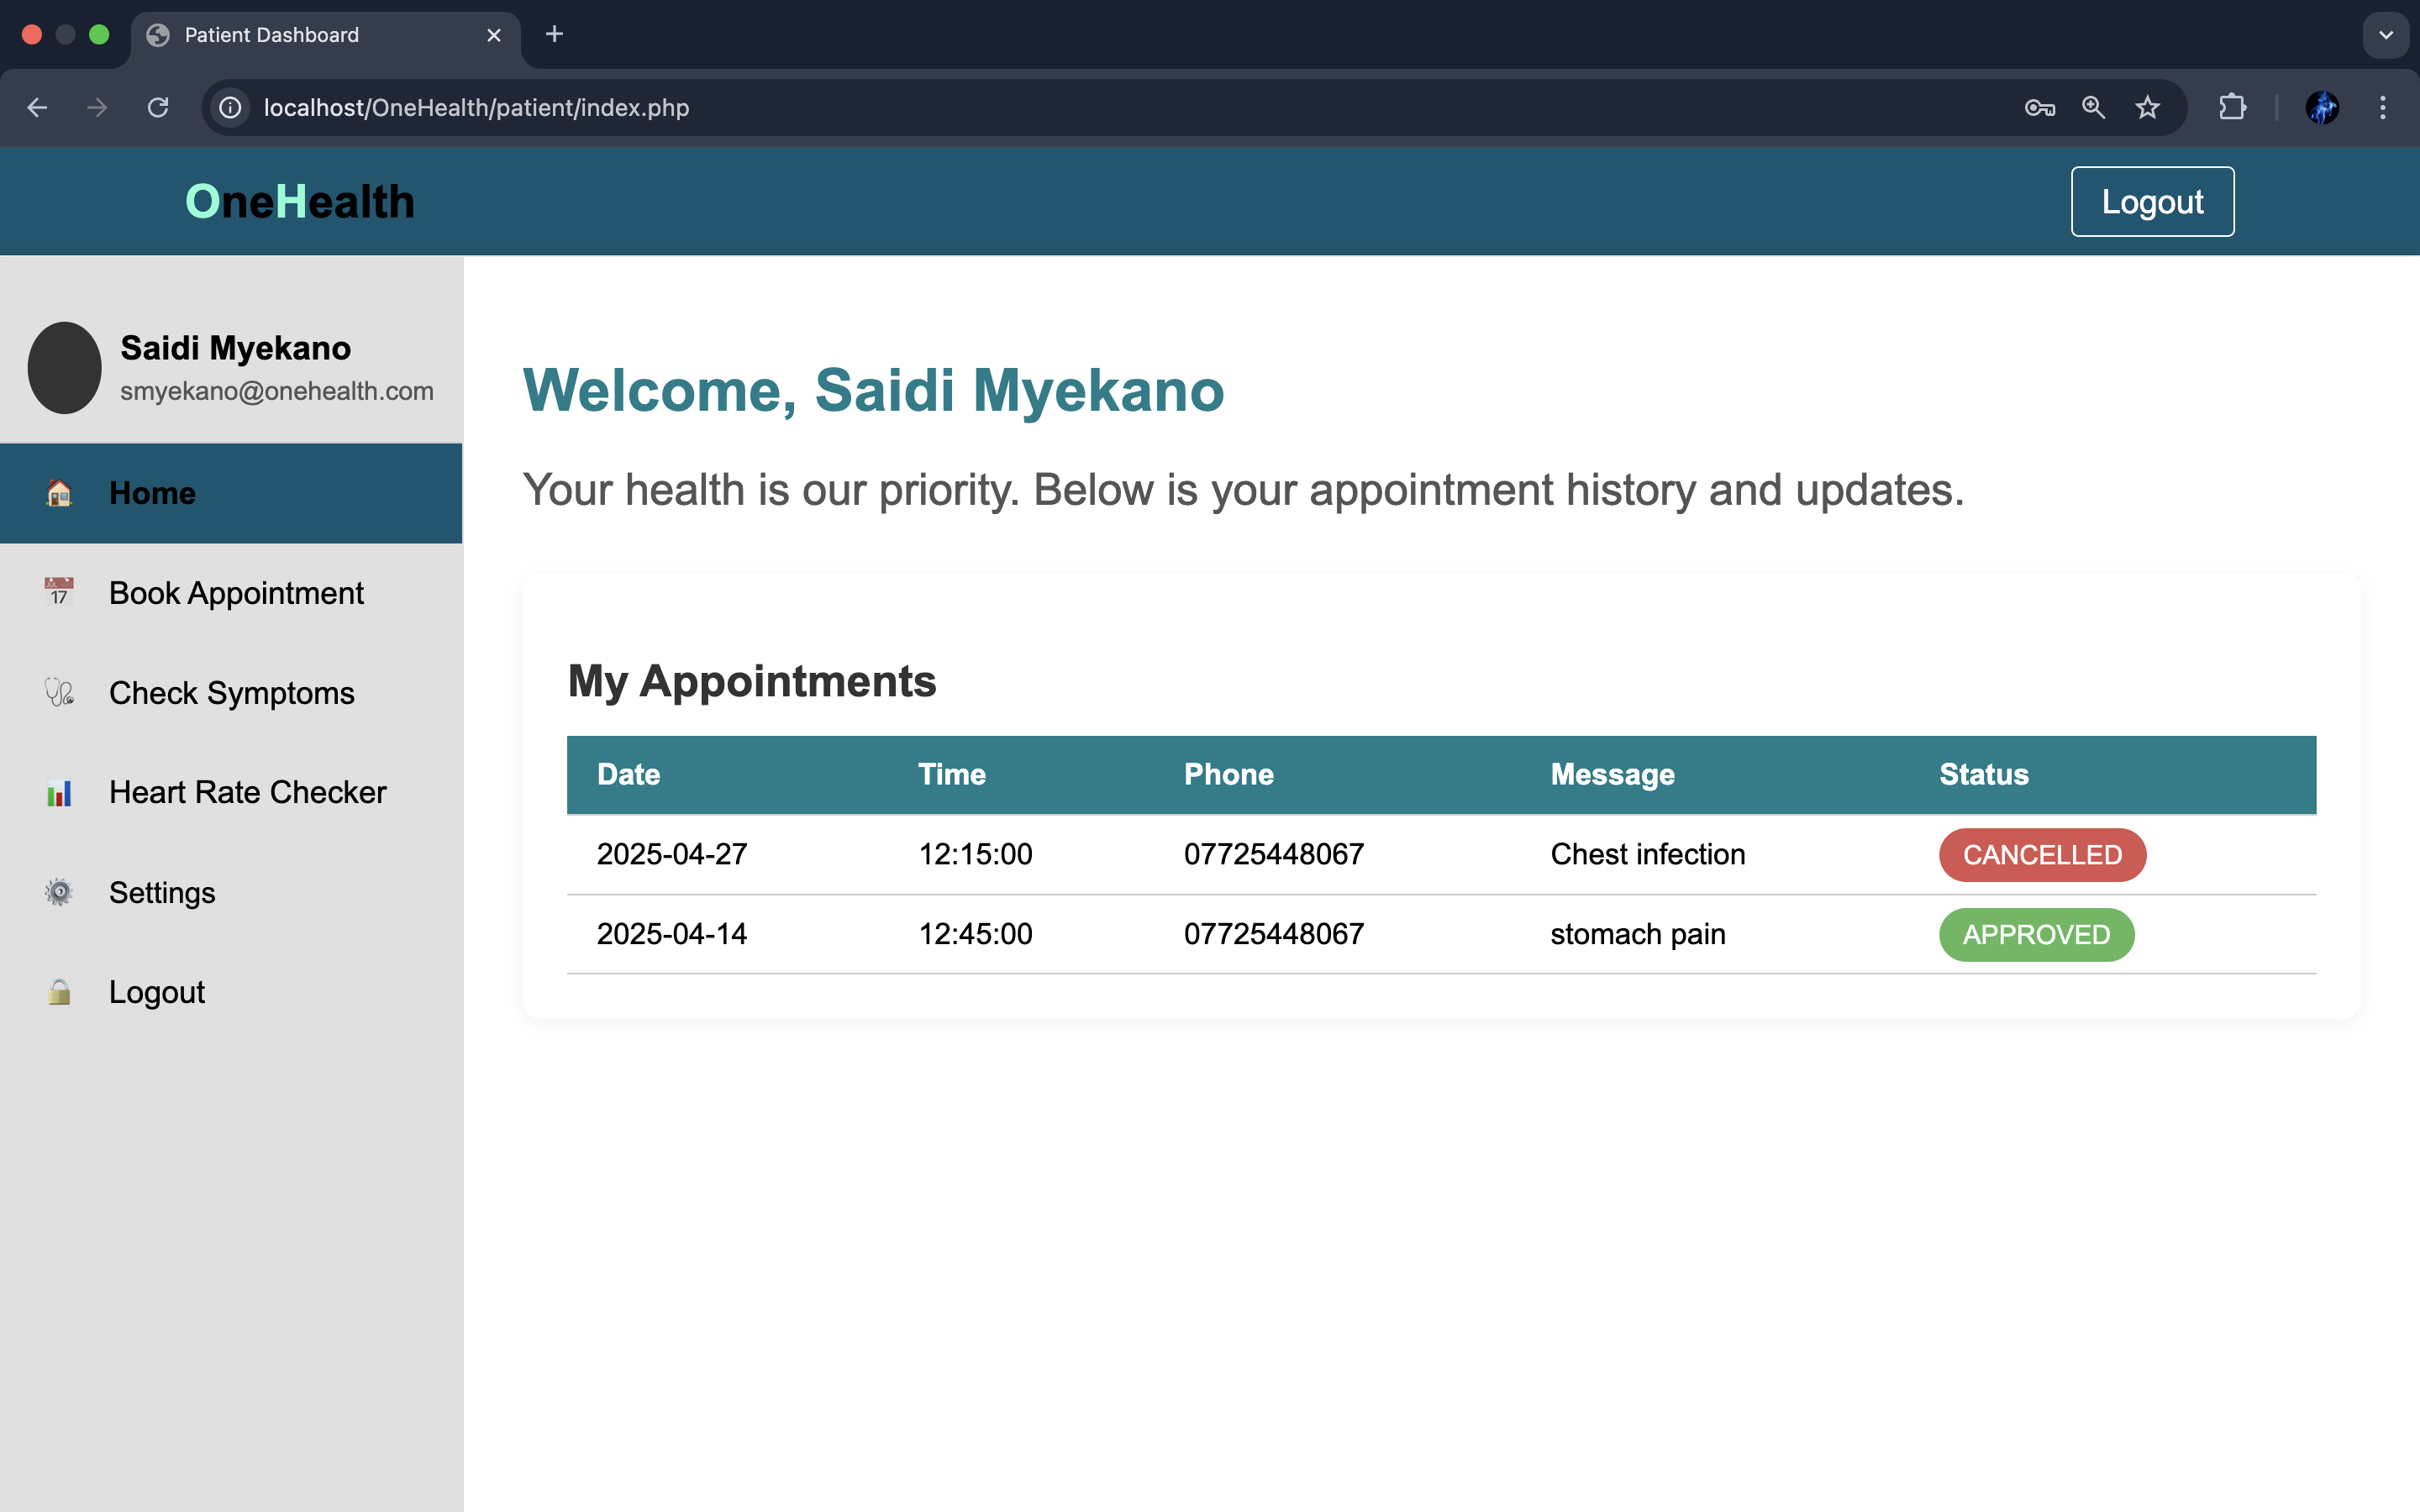 Patient Dashboard
localhost/OneHealth/patient/index.php
OneHealth
Logout
Saidi Myekano
smyekano@onehealth.com
Home
17 Book Appointment
Check Symptoms
Heart Rate Checker
Settings
Logout
Welcome, Saidi Myekano
Your health is our priority. Below is your appointment history and updates.
My Appointments
Date Time Phone Message Status
2025-04-27 12:15:00 07725448067 Chest infection CANCELLED
2025-04-14 12:45:00 07725448067 stomach pain APPROVED